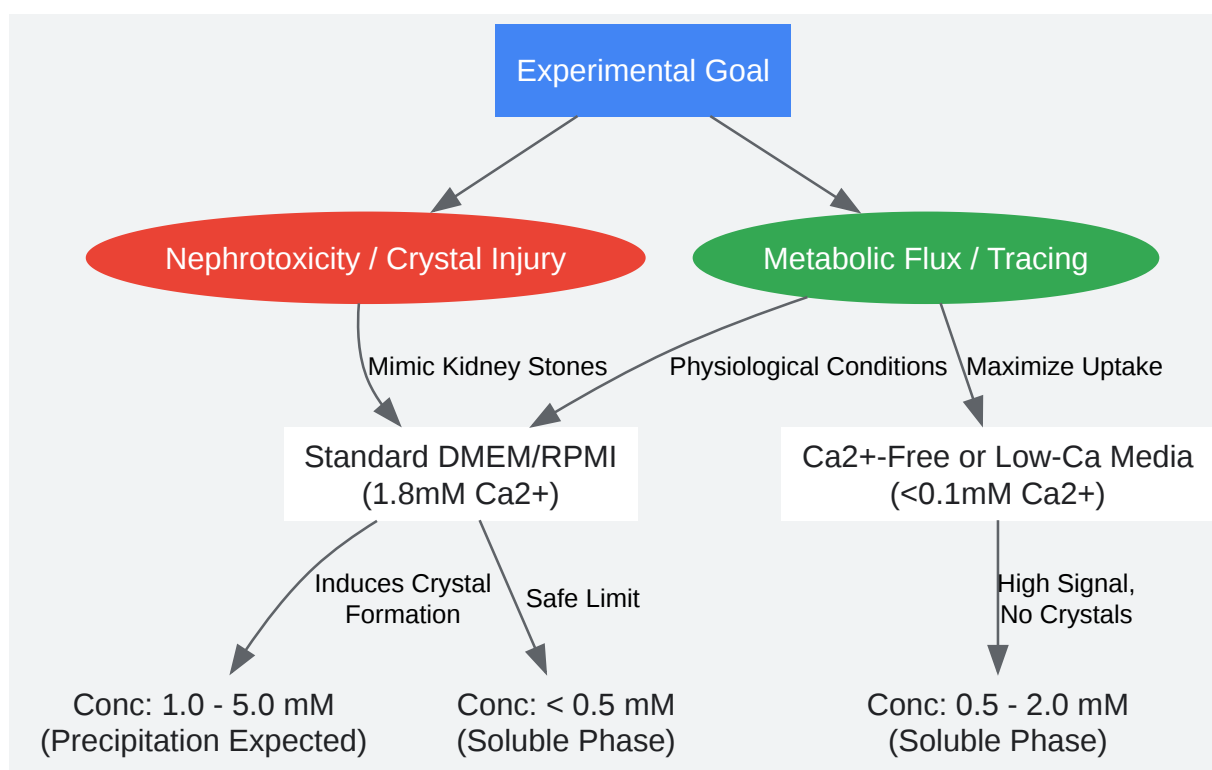 Experimental Goal
Nephrotoxicity / Crystal Injury
Metabolic Flux / Tracing
Mimic Kidney Stones
Physiological Conditions
Maximize Uptake
Standard DMEM/RPMI
(1.8mM Ca2+)
Ca2+-Free or Low-Ca Media
(<0.1mM Ca2+)
Induces Crystal
Formation
Safe Limit
High Signal,
No Crystals
Conc: 1.0 - 5.0 mM
(Precipitation Expected)
Conc: < 0.5 mM
(Soluble Phase)
Conc: 0.5 - 2.0 mM
(Soluble Phase)